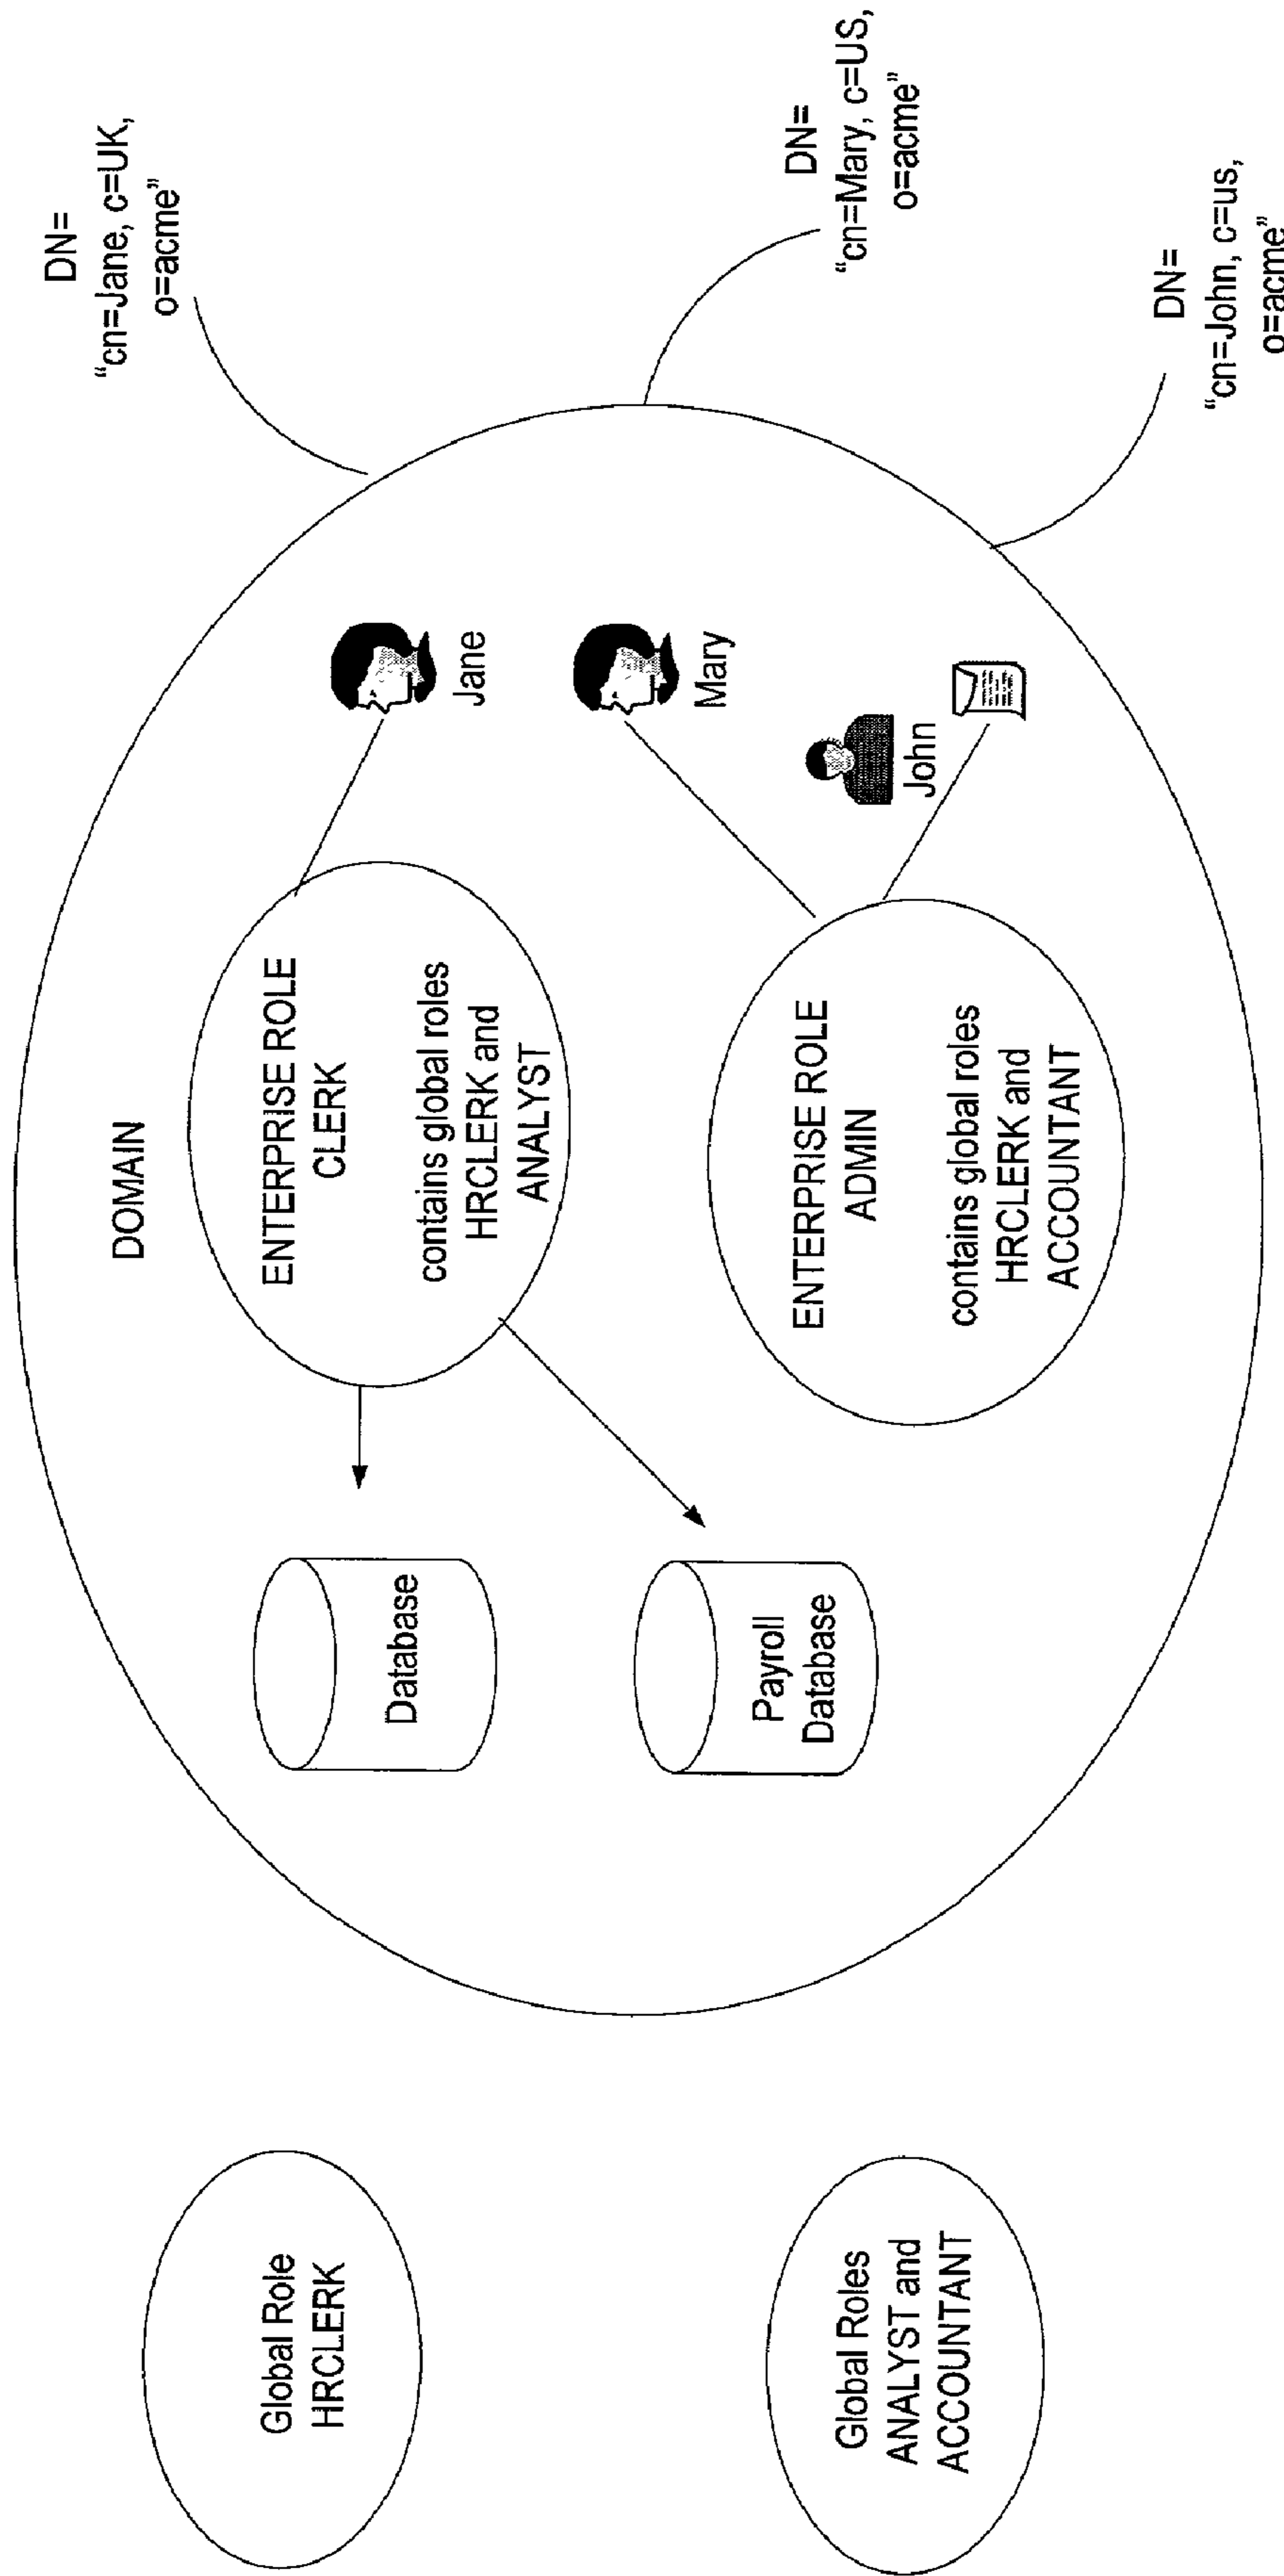 Global Role
HRCLERK
Global Roles
ANALYST and
ACCOUNTANT
DOMAIN
Database
Payroll
Database
ENTERPRISE ROLE
CLERK
contains global roles
HRCLERK and
ANALYST
ENTERPRISE ROLE
ADMIN
contains global roles
HRCLERK and
ACCOUNTANT
Jane
Mary
John
DN=
“cn=Jane, c=UK,
o=acme”
DN=
“cn=Mary, c=US,
o=acme”
DN=
“cn=John, c=us,
o=acme”